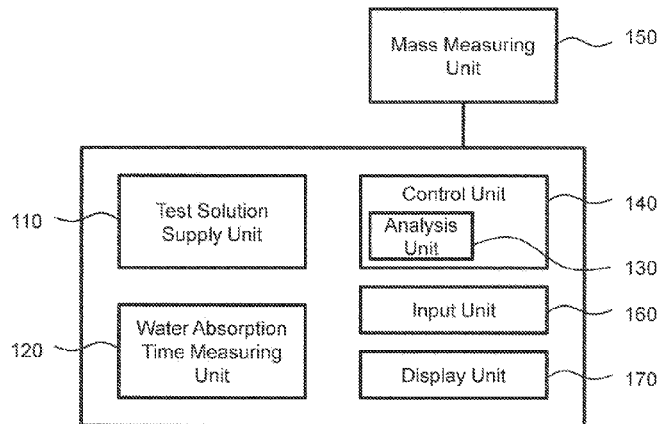 Mass Measuring
Unit
150
110
Test Solution
Supply Unit
Control Unit
140
Analysis
Unit
130
120
Water Absorption
Time Measuring
Unit
Input Unit
160
Display Unit
170